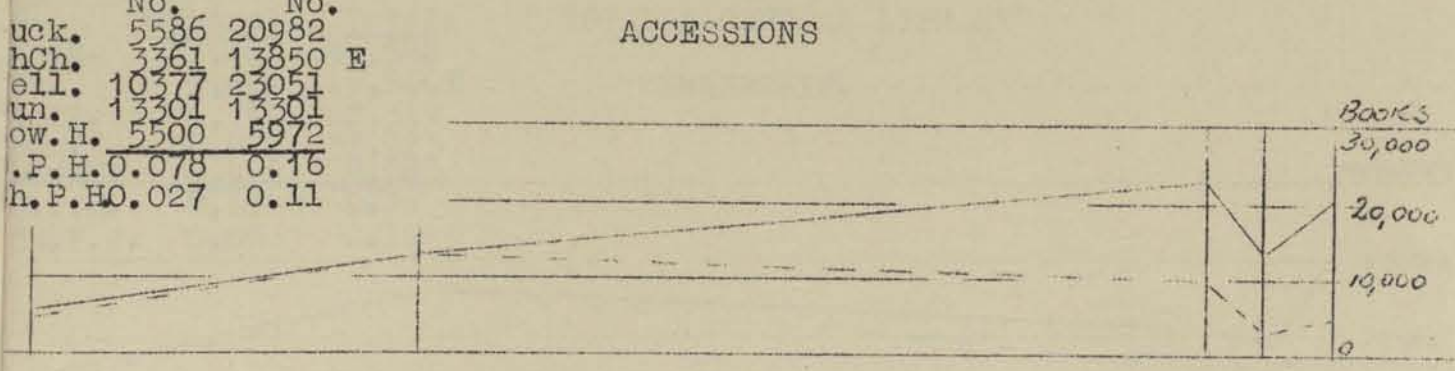 No. No.
uck. 5586 20982
hCh. 3361 13850 E
ell. 10377 23051
un. 13301 13301
ow.H. 5500 5972
.P.H.0.078 0.16
h.P.H0.027 0.11
ACCESSIONS
BOOKS
30,000
20,000
10,000
0